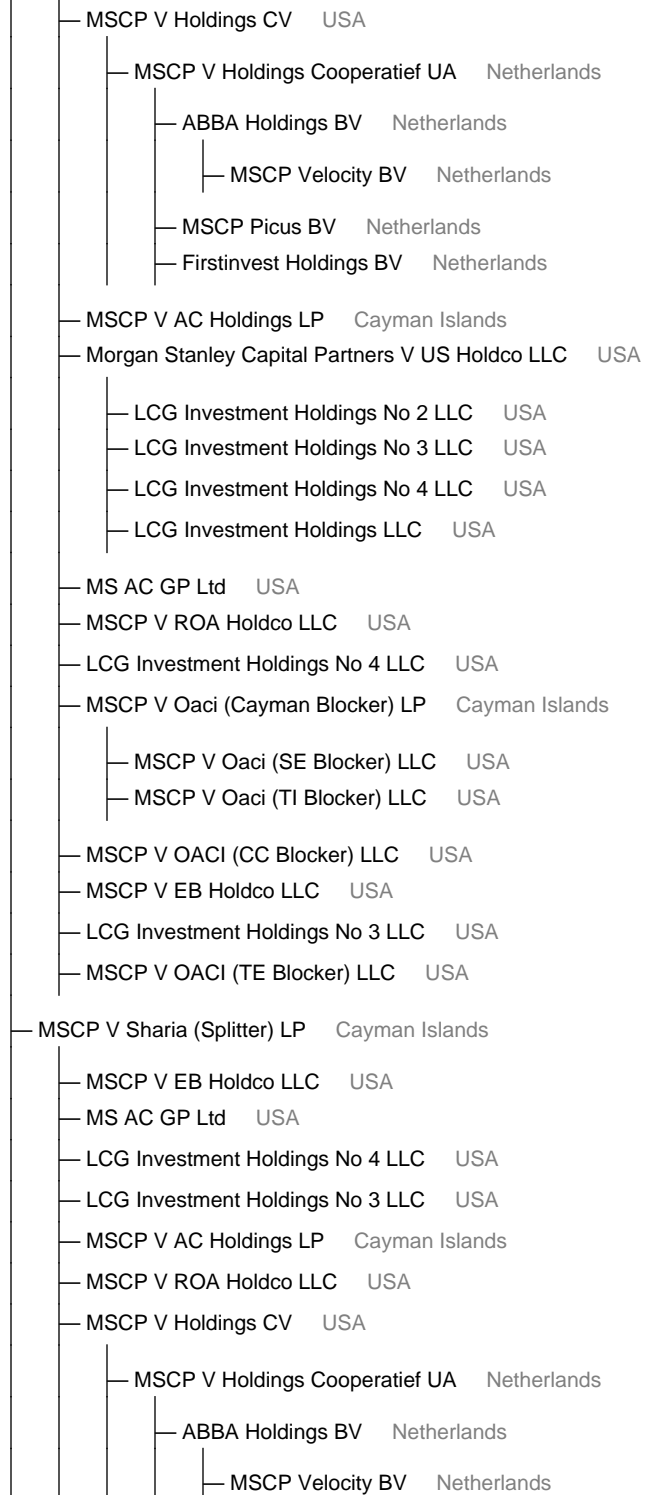 MSCP V Holdings CV USA
MSCP V Holdings Cooperatief UA Netherlands
ABBA Holdings BV Netherlands
MSCP Velocity BV Netherlands
MSCP Picus BV Netherlands
Firstinvest Holdings BV Netherlands
MSCP V AC Holdings LP Cayman Islands
Morgan Stanley Capital Partners V US Holdco LLC USA
LCG Investment Holdings No 2 LLC USA
LCG Investment Holdings No 3 LLC USA
LCG Investment Holdings No 4 LLC USA
LCG Investment Holdings LLC USA
MS AC GP Ltd USA
MSCP V ROA Holdco LLC USA
LCG Investment Holdings No 4 LLC USA
MSCP V Oaci (Cayman Blocker) LP Cayman Islands
MSCP V Oaci (SE Blocker) LLC USA
MSCP V Oaci (TI Blocker) LLC USA
MSCP V OACI (CC Blocker) LLC USA
MSCP V EB Holdco LLC USA
LCG Investment Holdings No 3 LLC USA
MSCP V OACI (TE Blocker) LLC USA
MSCP V Sharia (Splitter) LP Cayman Islands
MSCP V EB Holdco LLC USA
MS AC GP Ltd USA
LCG Investment Holdings No 4 LLC USA
LCG Investment Holdings No 3 LLC USA
MSCP V AC Holdings LP Cayman Islands
MSCP V ROA Holdco LLC USA
MSCP V Holdings CV USA
MSCP V Holdings Cooperatief UA Netherlands
ABBA Holdings BV Netherlands
MSCP Velocity BV Netherlands